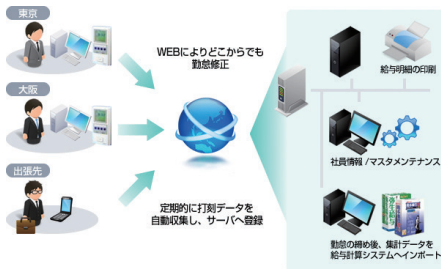 東京
大阪
出張先
WEBによりどこからでも
勤怠修正
定期的に打刻データを
自動収集し、サーバへ登録
給与明細の印刷
社員情報 /マスタメンテナンス
勤怠の締め後、集計データを
給与計算システムへインポート